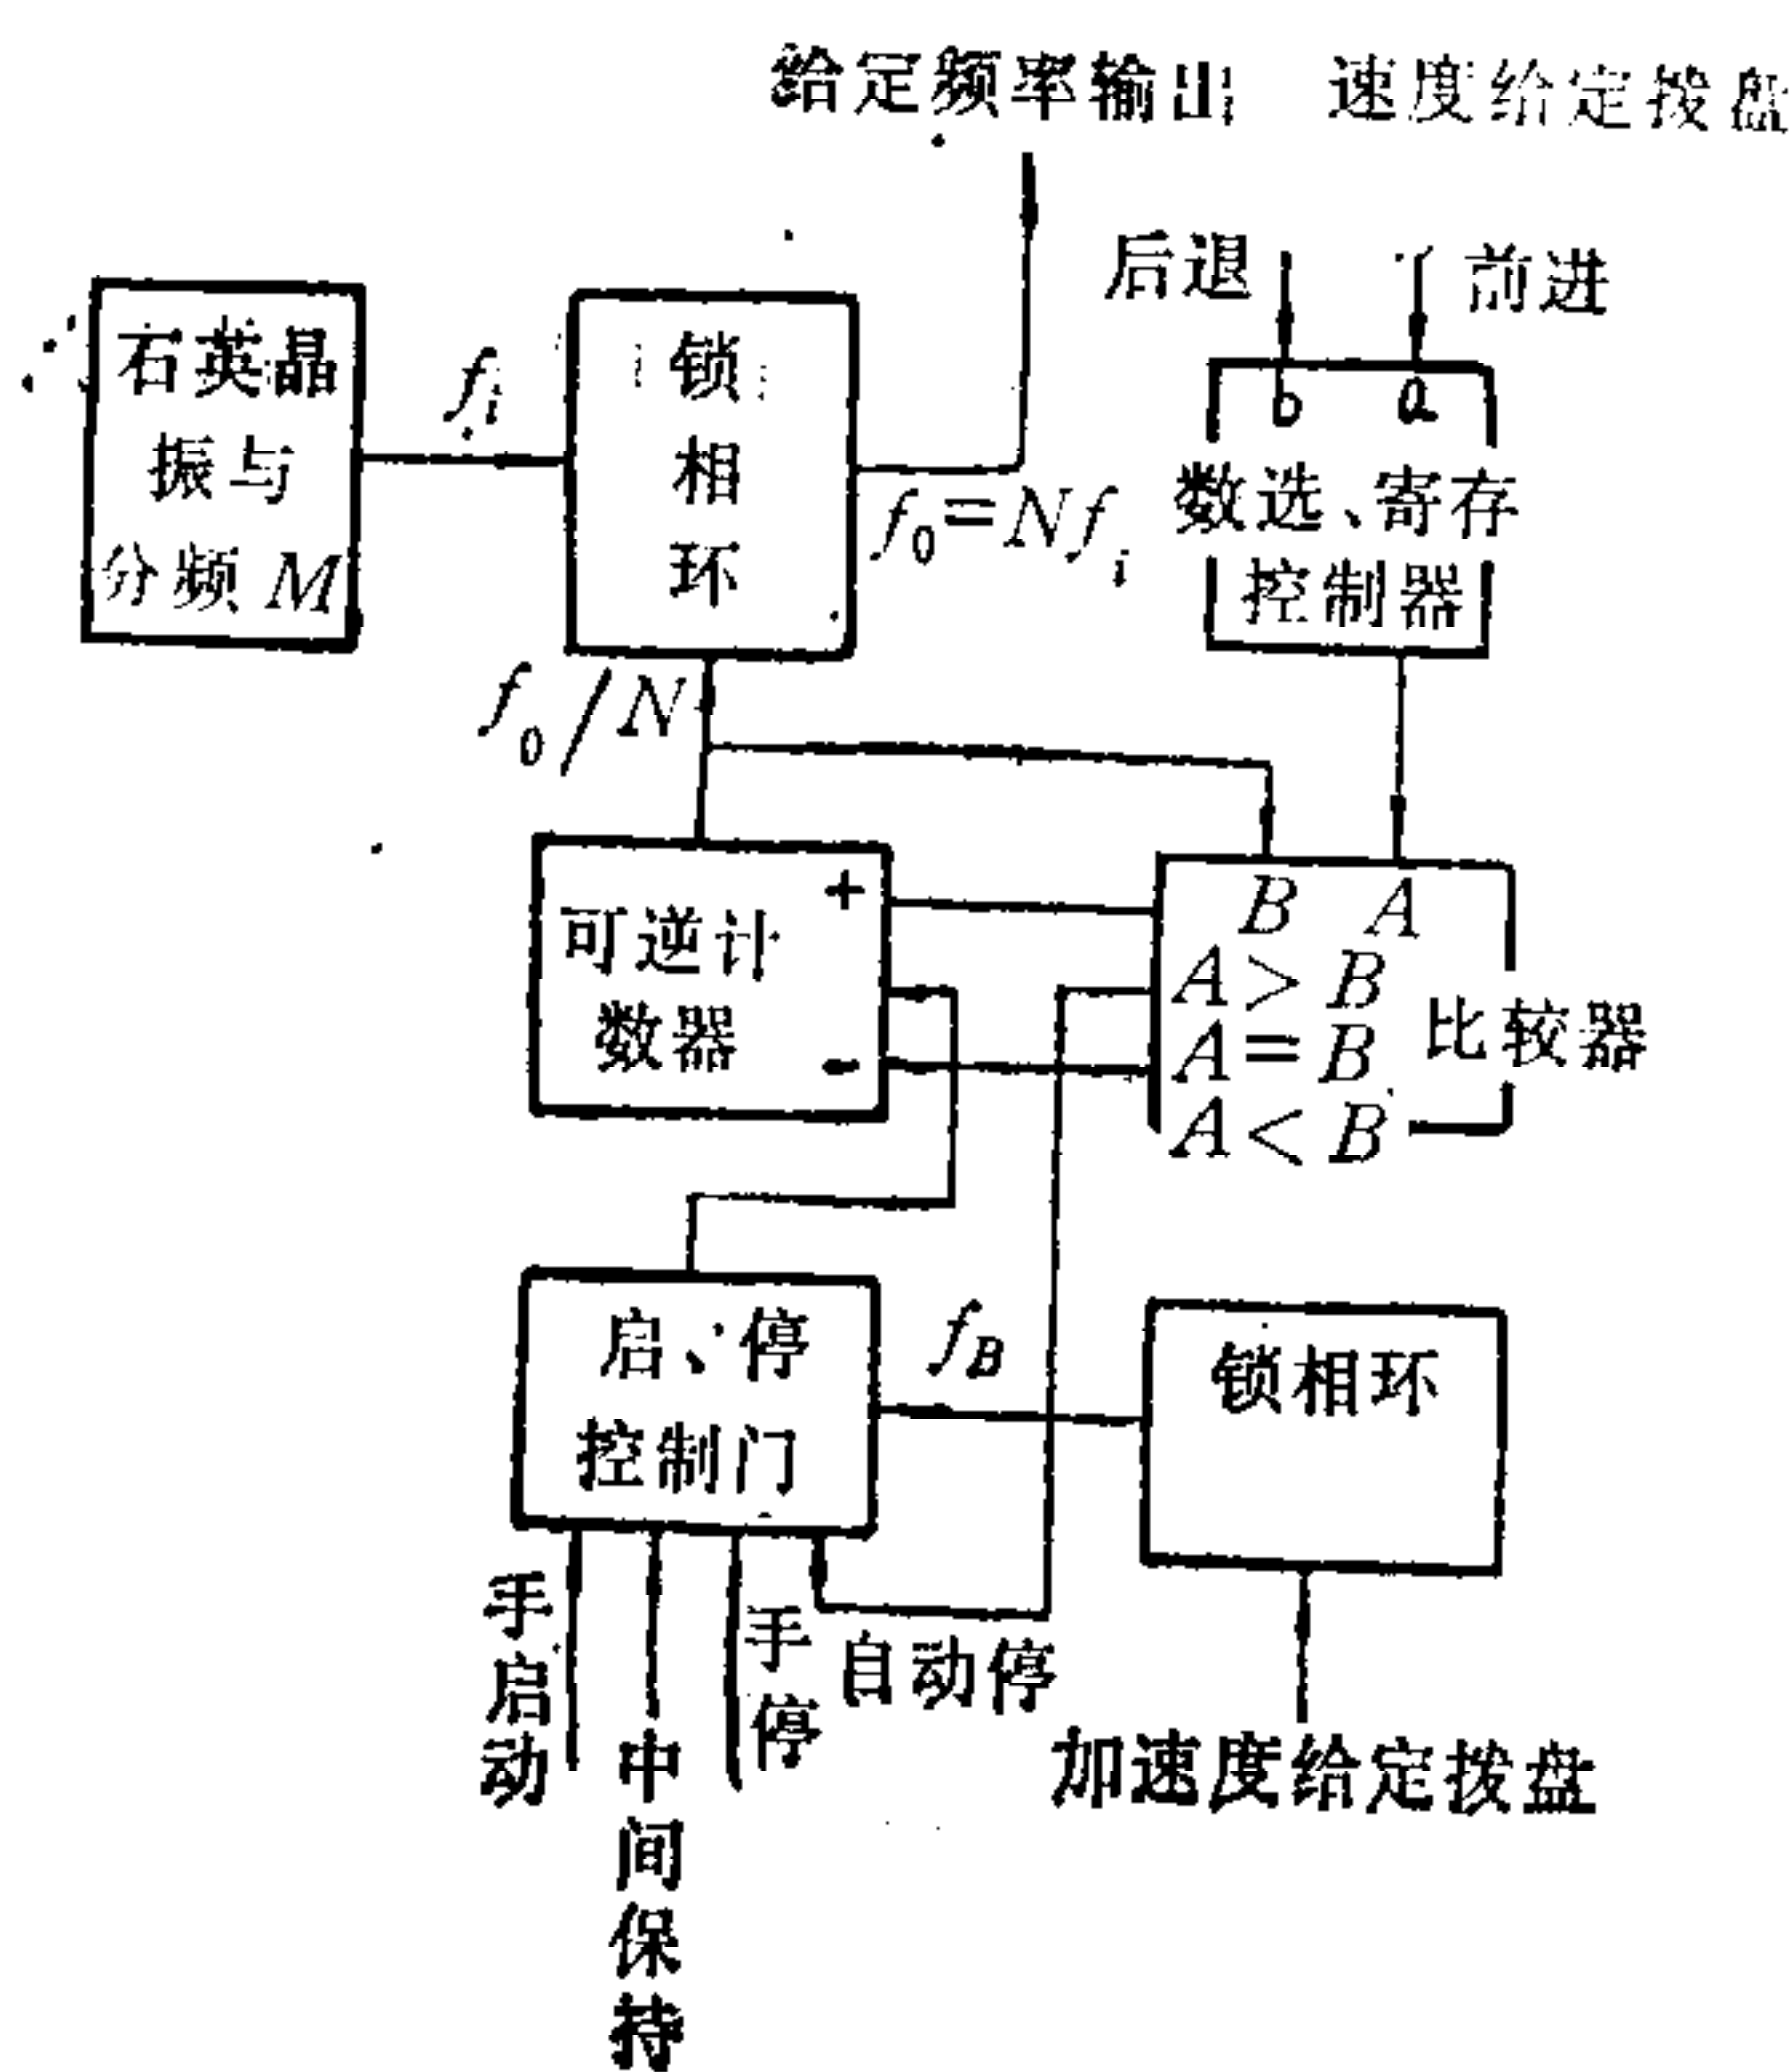 给定频率输出 速度给定拨盘
后退 前进
石英晶
振与
分频 M
f_i
锁
相
环
f_0=Nf_i
b a
数选、寄存
控制器
f_0/N
可逆计
数器
+
-
B A
A>B
A=B
A<B
比较器
启、停
控制门
f_B
锁相环
手启动
中间保持
手停
自动停
加速度给定拨盘